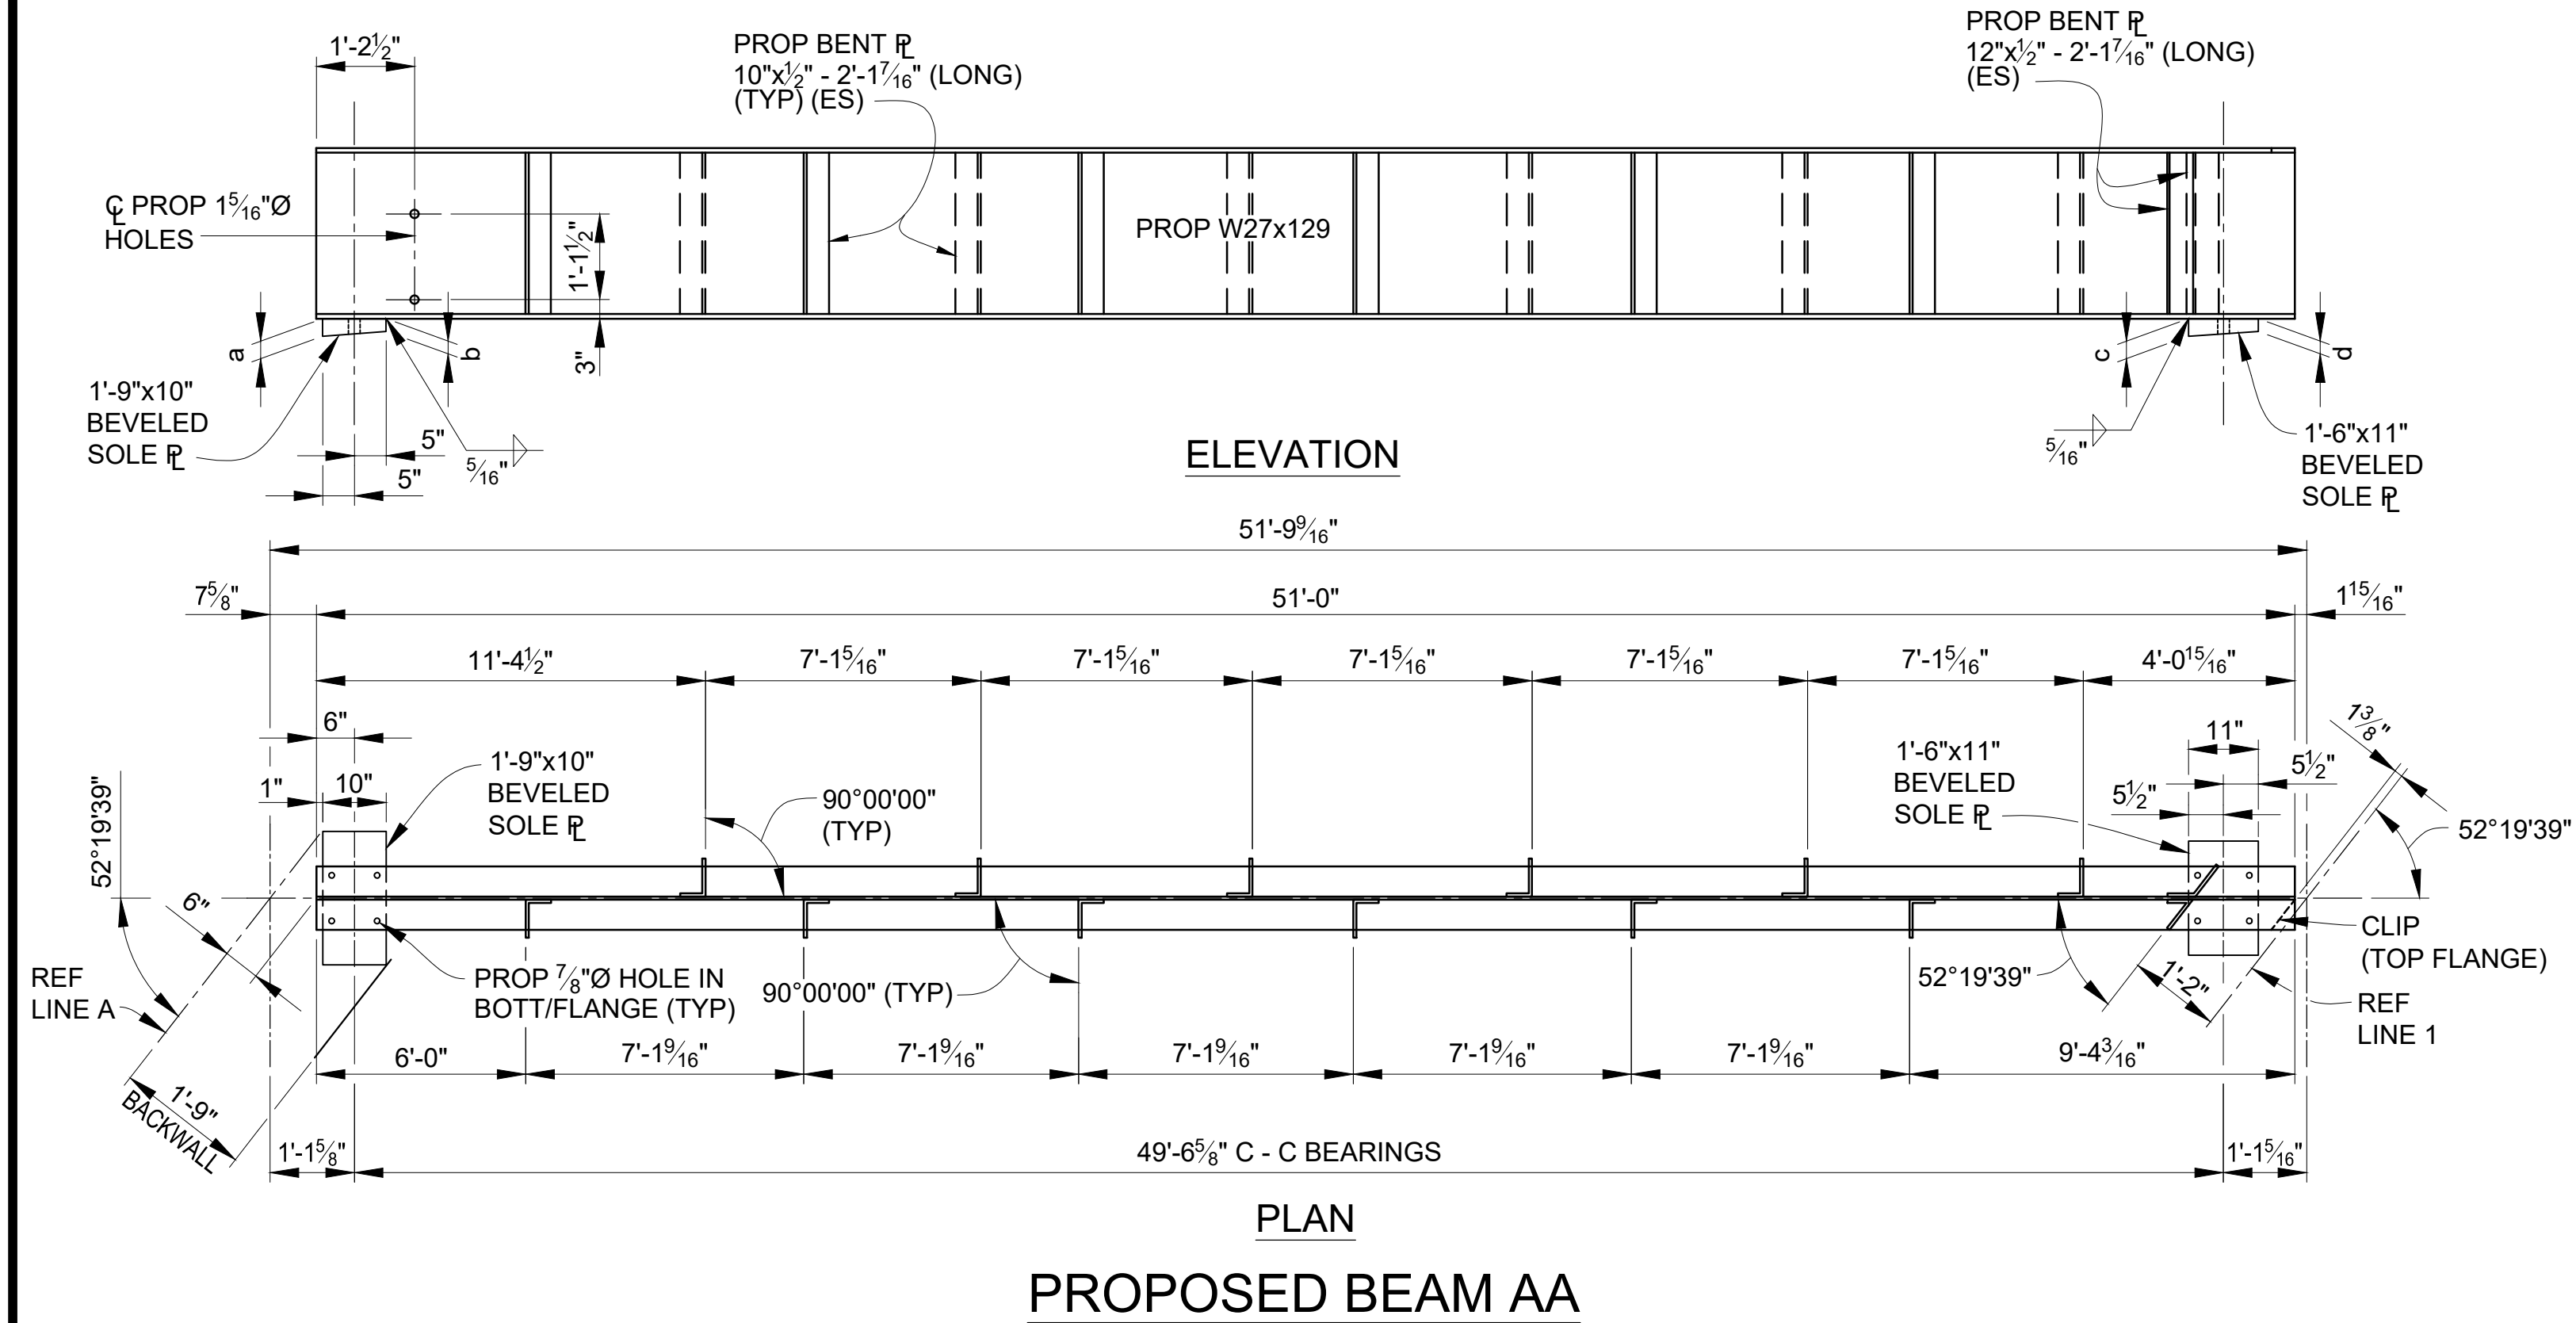 1'-2½"
PROP BENT ℙL
10"x½" - 2'-1⁷⁄₁₆" (LONG)
(TYP) (ES)
PROP BENT ℙL
12"x½" - 2'-1⁷⁄₁₆" (LONG)
(ES)
℄ PROP 1⁵⁄₁₆"Ø
HOLES
1'-1½"
PROP W27x129
a
b
3"
c
d
1'-9"x10"
BEVELED
SOLE ℙL
5"
5"
⁵⁄₁₆"
ELEVATION
⁵⁄₁₆"
1'-6"x11"
BEVELED
SOLE ℙL
51'-9⁹⁄₁₆"
7⅝"
51'-0"
1¹⁵⁄₁₆"
11'-4½"
7'-1⁵⁄₁₆"
7'-1⁵⁄₁₆"
7'-1⁵⁄₁₆"
7'-1⁵⁄₁₆"
7'-1⁵⁄₁₆"
4'-0¹⁵⁄₁₆"
6"
1"
10"
1'-9"x10"
BEVELED
SOLE ℙL
90°00'00"
(TYP)
1'-6"x11"
BEVELED
SOLE ℙL
11"
5½"
5½"
1⅜"
52°19'39"
52°19'39"
6"
REF
LINE A
PROP ⅞"Ø HOLE IN
BOTT/FLANGE (TYP)
90°00'00" (TYP)
52°19'39"
1'-2"
CLIP
(TOP FLANGE)
REF
LINE 1
6'-0"
7'-1⁹⁄₁₆"
7'-1⁹⁄₁₆"
7'-1⁹⁄₁₆"
7'-1⁹⁄₁₆"
7'-1⁹⁄₁₆"
9'-4³⁄₁₆"
1'-9"
BACKWALL
1'-1⅝"
49'-6⅝" C - C BEARINGS
1'-1⁵⁄₁₆"
PLAN
PROPOSED BEAM AA